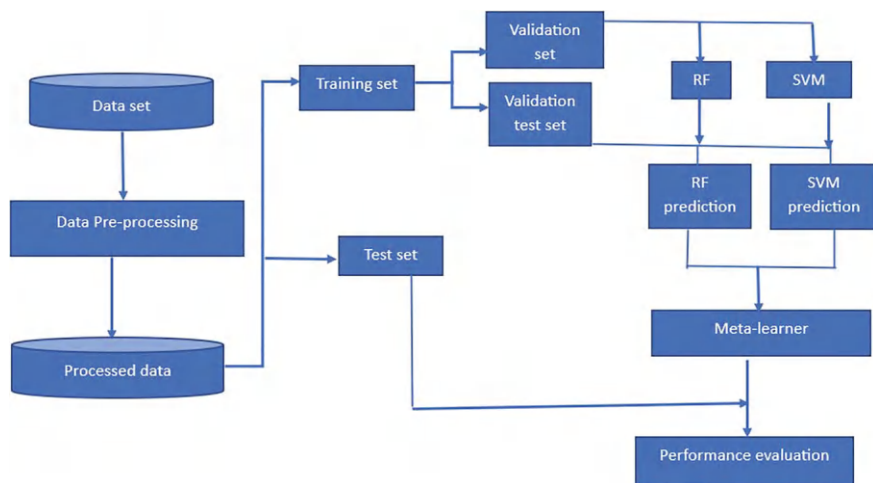 Data set
Data Pre-processing
Processed data
Training set
Test set
Validation
set
Validation
test set
RF
SVM
RF
prediction
SVM
prediction
Meta-learner
Performance evaluation